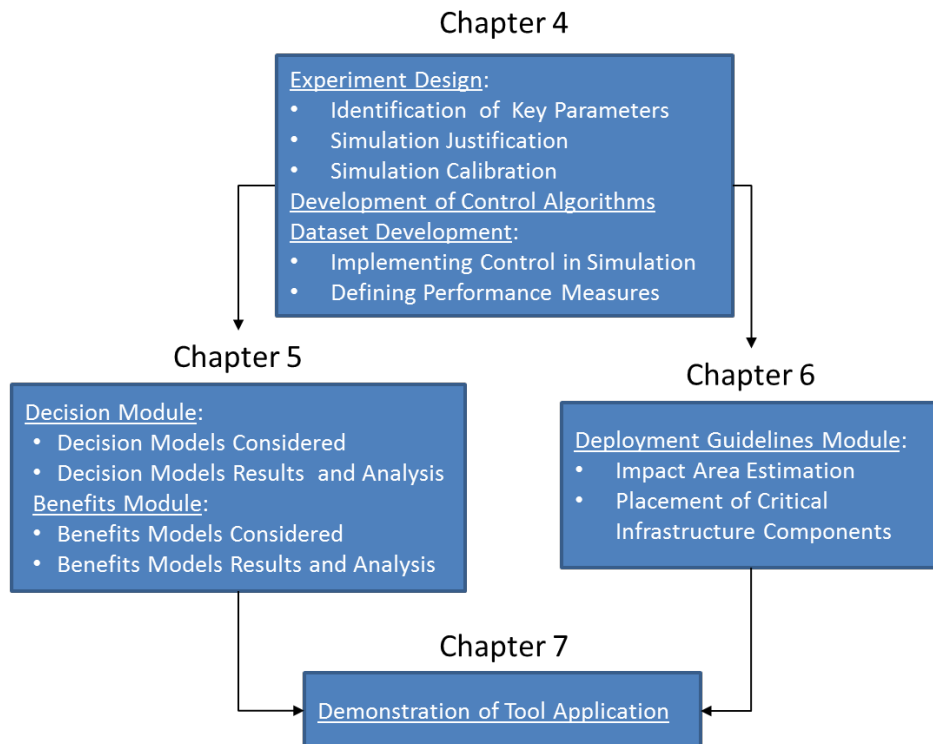 Chapter 4
Experiment Design:
• Identification of Key Parameters
• Simulation Justification
• Simulation Calibration
Development of Control Algorithms
Dataset Development:
• Implementing Control in Simulation
• Defining Performance Measures
Chapter 5
Decision Module:
• Decision Models Considered
• Decision Models Results and Analysis
Benefits Module:
• Benefits Models Considered
• Benefits Models Results and Analysis
Chapter 6
Deployment Guidelines Module:
• Impact Area Estimation
• Placement of Critical
Infrastructure Components
Chapter 7
Demonstration of Tool Application